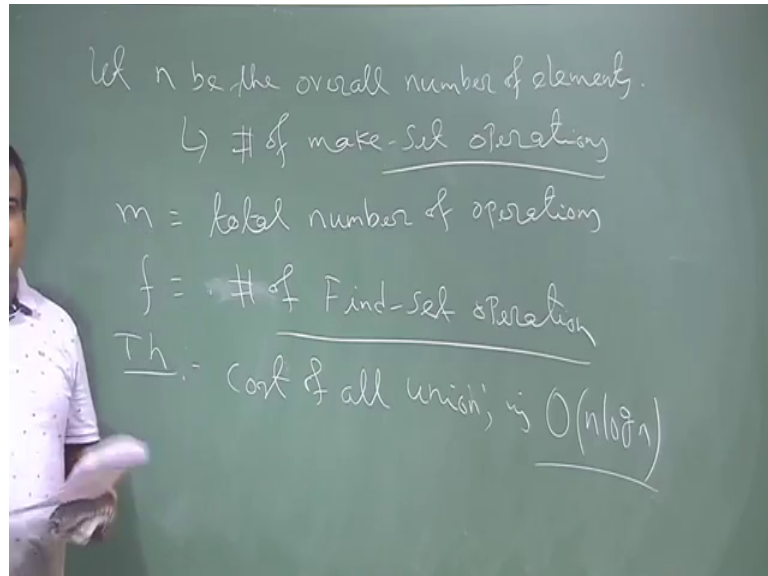 Let n be the overall number of elements.
↳ # of make-set operations
m = total number of operations
f = # of Find-set operation
Th :- Cost of all union's is O(n log n)